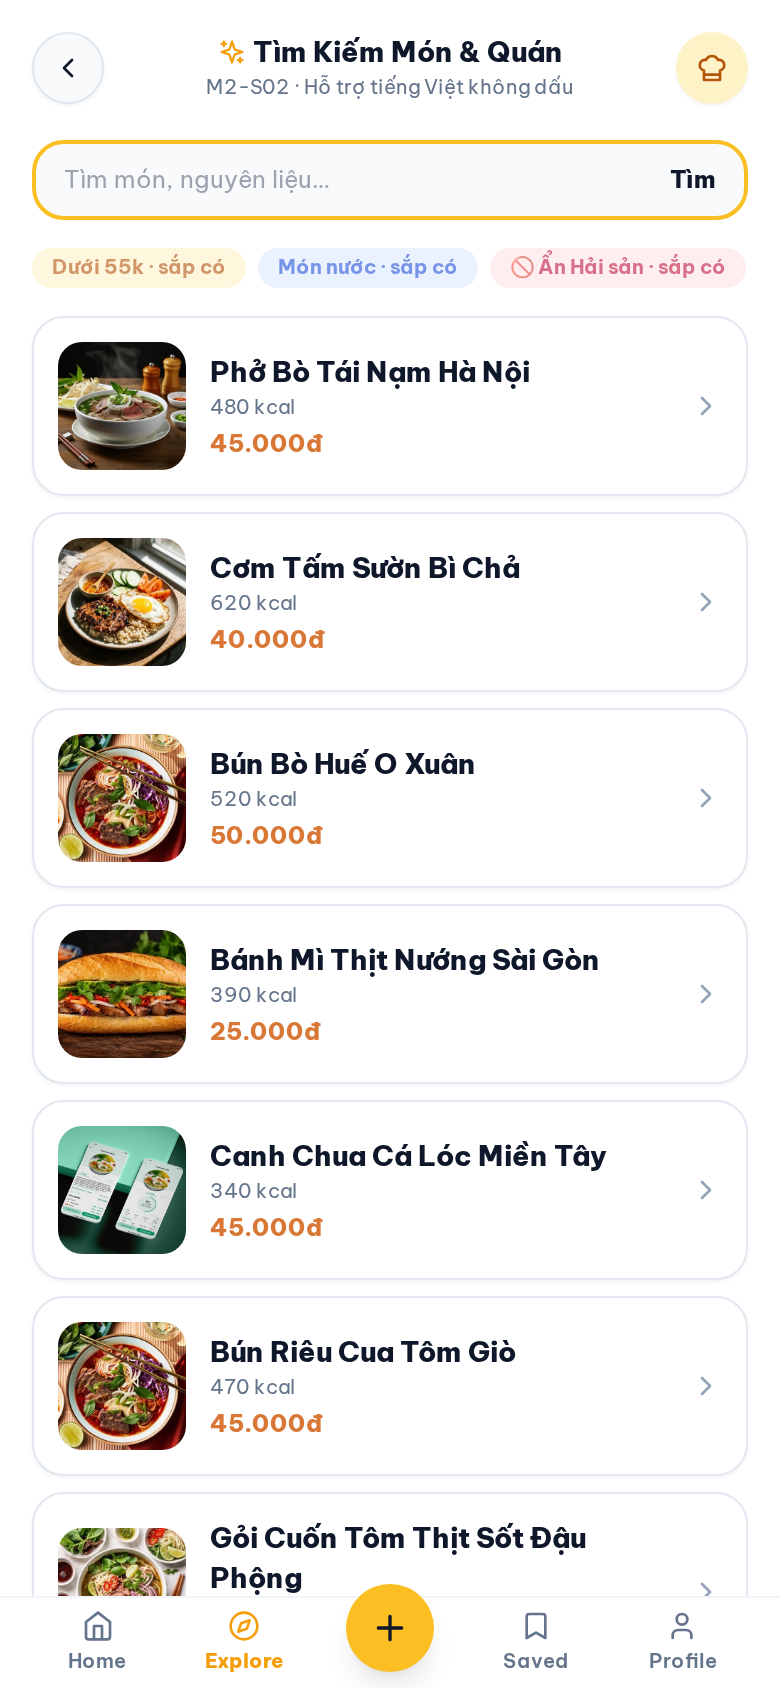 Tìm Kiếm Món & Quán
M2-S02 · Hỗ trợ tiếng Việt không dấu
Tìm món, nguyên liệu...
Tìm
Dưới 55k · sắp có
Món nước · sắp có
🚫 Ẩn Hải sản · sắp có
Phở Bò Tái Nạm Hà Nội
480 kcal
45.000đ
Cơm Tấm Sườn Bì Chả
620 kcal
40.000đ
Bún Bò Huế O Xuân
520 kcal
50.000đ
Bánh Mì Thịt Nướng Sài Gòn
390 kcal
25.000đ
Canh Chua Cá Lóc Miền Tây
340 kcal
45.000đ
Bún Riêu Cua Tôm Giò
470 kcal
45.000đ
Gỏi Cuốn Tôm Thịt Sốt Đậu
Phộng
Home
Explore
Saved
Profile